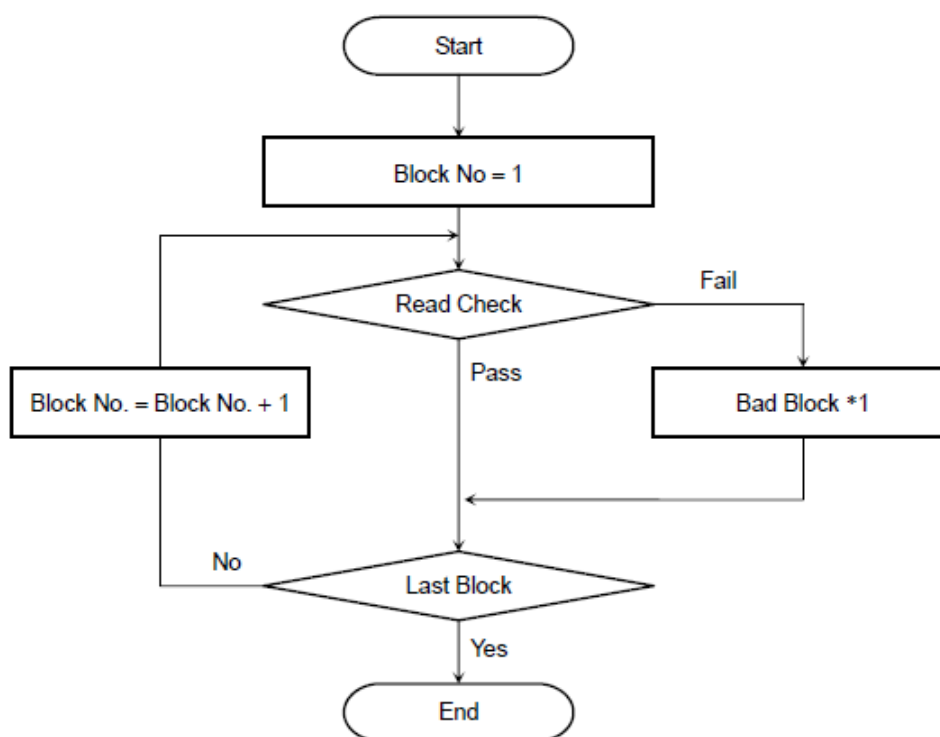 Start
Block No = 1
Read Check
Fail
Pass
Block No. = Block No. + 1
Bad Block *1
No
Last Block
Yes
End